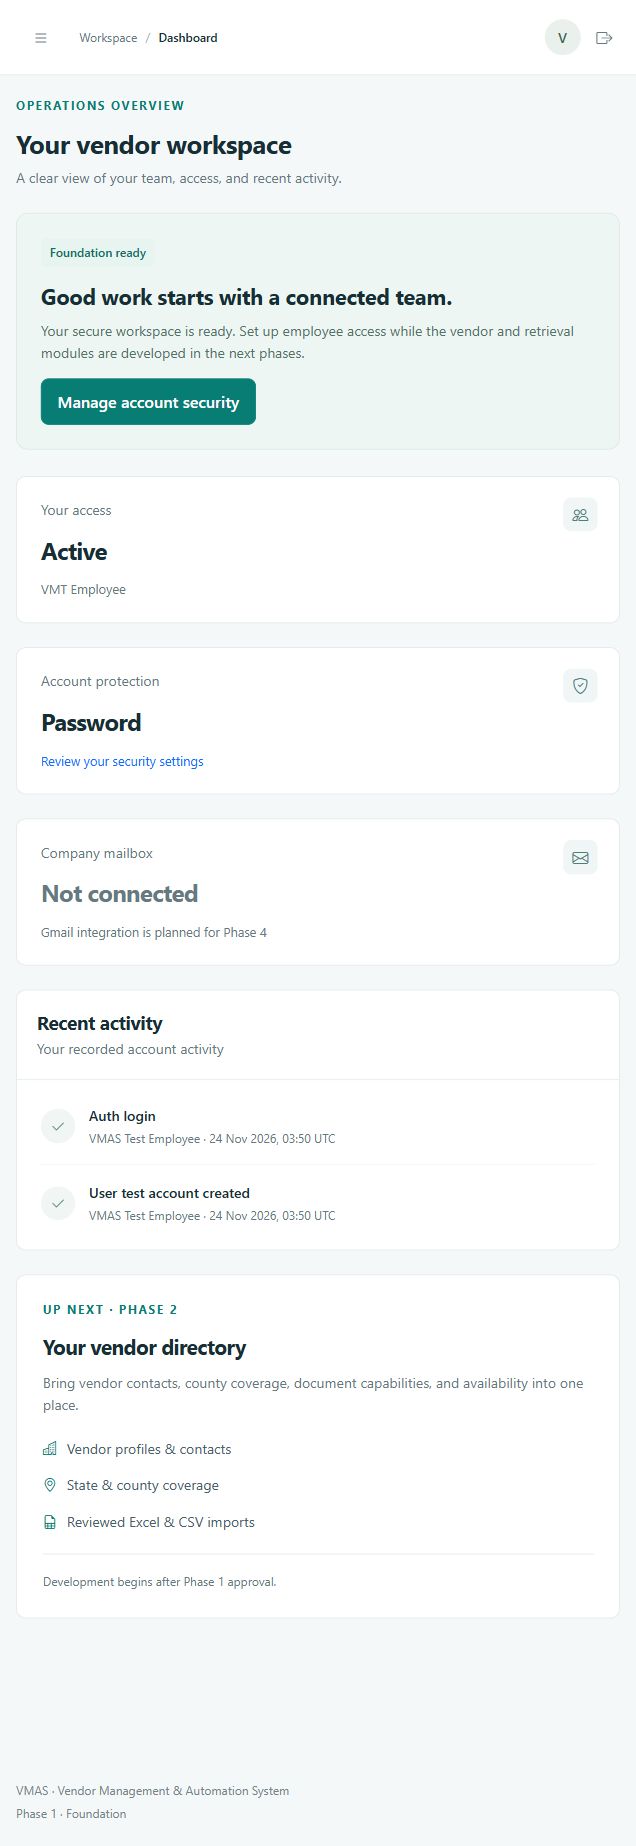 Workspace / Dashboard
V
OPERATIONS OVERVIEW
Your vendor workspace
A clear view of your team, access, and recent activity.
Foundation ready
Good work starts with a connected team.
Your secure workspace is ready. Set up employee access while the vendor and retrieval
modules are developed in the next phases.
Manage account security
Your access
Active
VMT Employee
Account protection
Password
Review your security settings
Company mailbox
Not connected
Gmail integration is planned for Phase 4
Recent activity
Your recorded account activity
Auth login
VMAS Test Employee · 24 Nov 2026, 03:50 UTC
User test account created
VMAS Test Employee · 24 Nov 2026, 03:50 UTC
UP NEXT · PHASE 2
Your vendor directory
Bring vendor contacts, county coverage, document capabilities, and availability into one
place.
Vendor profiles & contacts
State & county coverage
Reviewed Excel & CSV imports
Development begins after Phase 1 approval.
VMAS · Vendor Management & Automation System
Phase 1 · Foundation